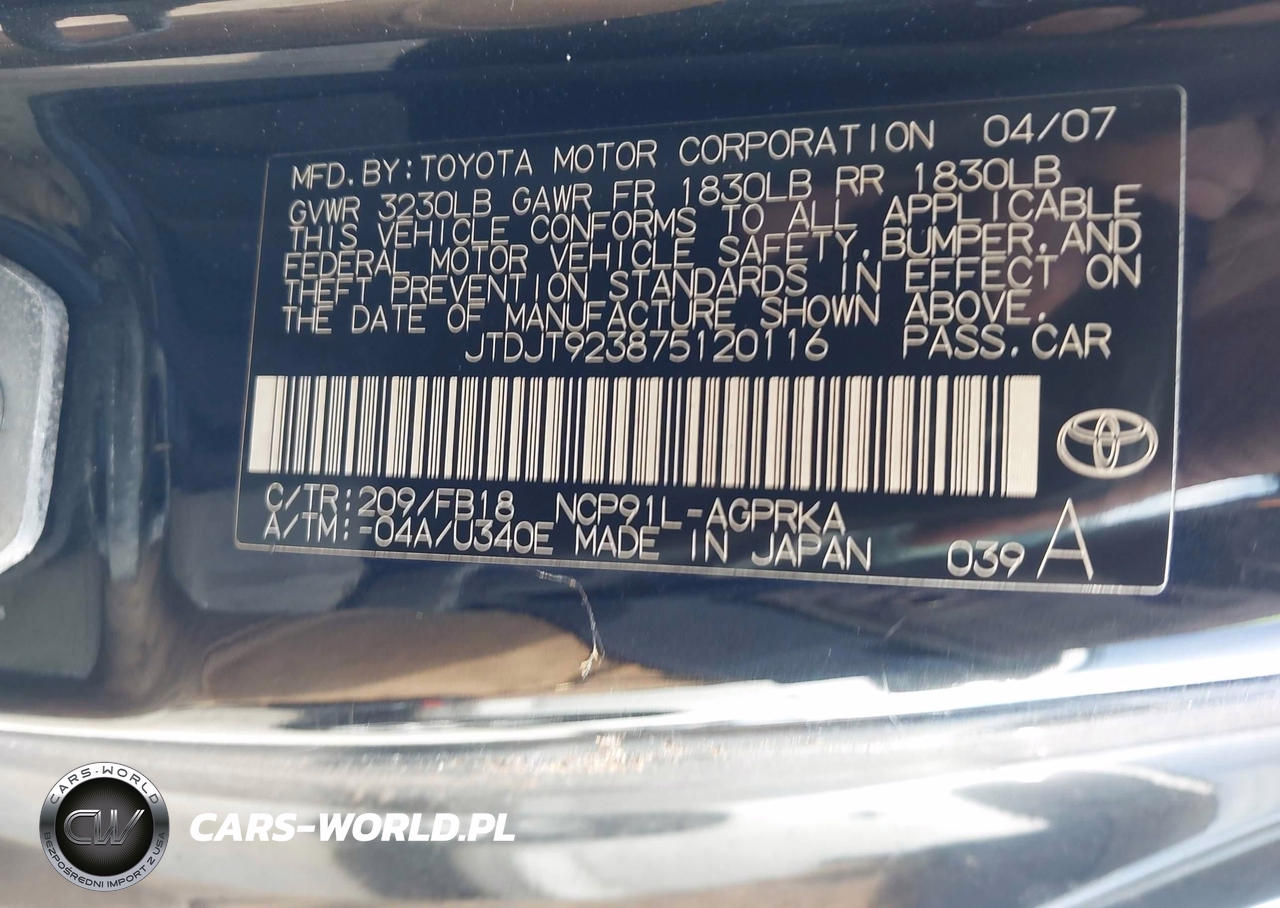 MFD.BY:TOYOTA MOTOR CORPORATION 04/07
GVWR 3230LB GAWR FR 1830LB RR 1830LB
THIS VEHICLE CONFORMS TO ALL APPLICABLE
FEDERAL MOTOR VEHICLE SAFETY,BUMPER,AND
THEFT PREVENTION STANDARDS IN EFFECT ON
THE DATE OF MANUFACTURE SHOWN ABOVE.
JTDJT923875120116 PASS.CAR
C/TR:209/FB18 NCP91L-AGPRKA
A/TM:-04A/U340E MADE IN JAPAN 039 A
CARS-WORLD
CW
BEZPOŚREDNI IMPORT Z USA
CARS-WORLD.PL